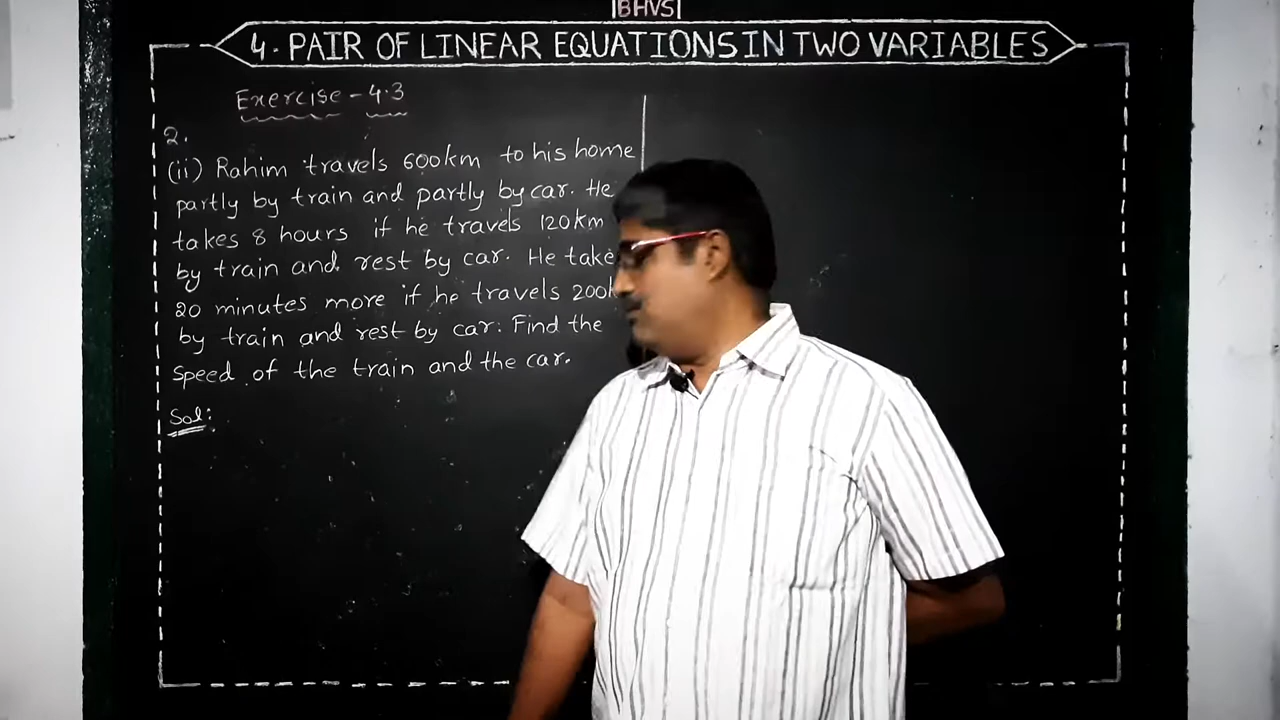 BHVS
4. PAIR OF LINEAR EQUATIONS IN TWO VARIABLES
Exercise - 4.3
2.
(ii) Rahim travels 600km to his home
partly by train and partly by car. He
takes 8 hours if he travels 120km
by train and rest by car. He take
20 minutes more if he travels 200k
by train and rest by car. Find the
speed of the train and the car.
Sol: